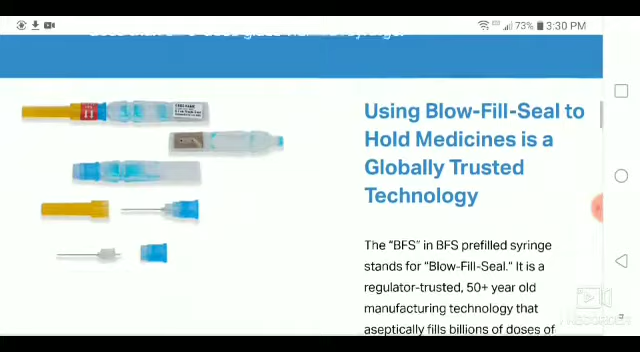 73% 3:30 PM
Using Blow-Fill-Seal to
Hold Medicines is a
Globally Trusted
Technology
The "BFS" in BFS prefilled syringe
stands for "Blow-Fill-Seal." It is a
regulator-trusted, 50+ year old
manufacturing technology that
aseptically fills billions of doses of
RECORDER